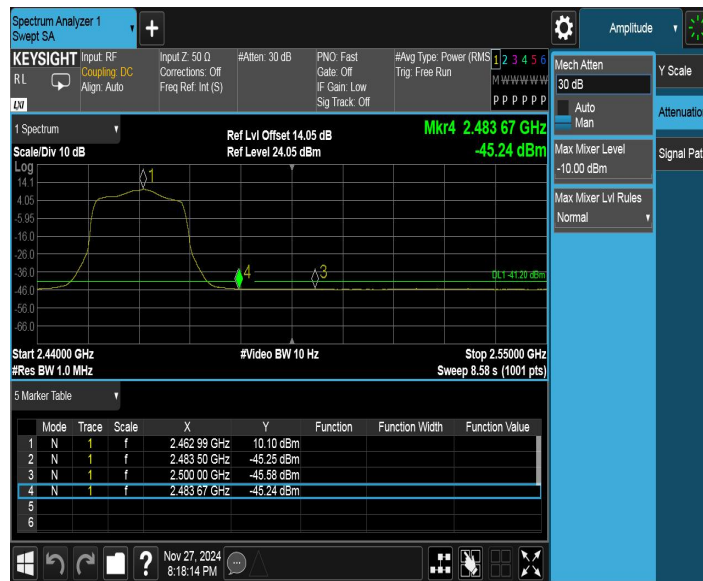 Spectrum Analyzer 1
Swept SA
+
Amplitude
KEYSIGHT
RL
LXI
Input: RF
Coupling: DC
Align: Auto
Input Z: 50 Ω
Corrections: Off
Freq Ref: Int (S)
#Atten: 30 dB
PNO: Fast
Gate: Off
IF Gain: Low
Sig Track: Off
#Avg Type: Power (RMS
Trig: Free Run
1 2 3 4 5 6
M W W W W W
P P P P P P
1 Spectrum
Scale/Div 10 dB
Ref Lvl Offset 14.05 dB
Ref Level 24.05 dBm
Mkr4 2.483 67 GHz
-45.24 dBm
Log
14.1
4.05
-5.95
-16.0
-26.0
-36.0
-46.0
-56.0
-66.0
1
4
3
DL1 -41.20 dBm
Start 2.44000 GHz
#Video BW 10 Hz
Stop 2.55000 GHz
#Res BW 1.0 MHz
Sweep 8.58 s (1001 pts)
5 Marker Table
Mode Trace Scale X Y Function Function Width Function Value
1 N 1 f 2.462 99 GHz 10.10 dBm
2 N 1 f 2.483 50 GHz -45.25 dBm
3 N 1 f 2.500 00 GHz -45.58 dBm
4 N 1 f 2.483 67 GHz -45.24 dBm
5
6
Mech Atten
30 dB
Auto
Man
Max Mixer Level
-10.00 dBm
Max Mixer Lvl Rules
Normal
Y Scale
Attenuation
Signal Pat
?
Nov 27, 2024
8:18:14 PM